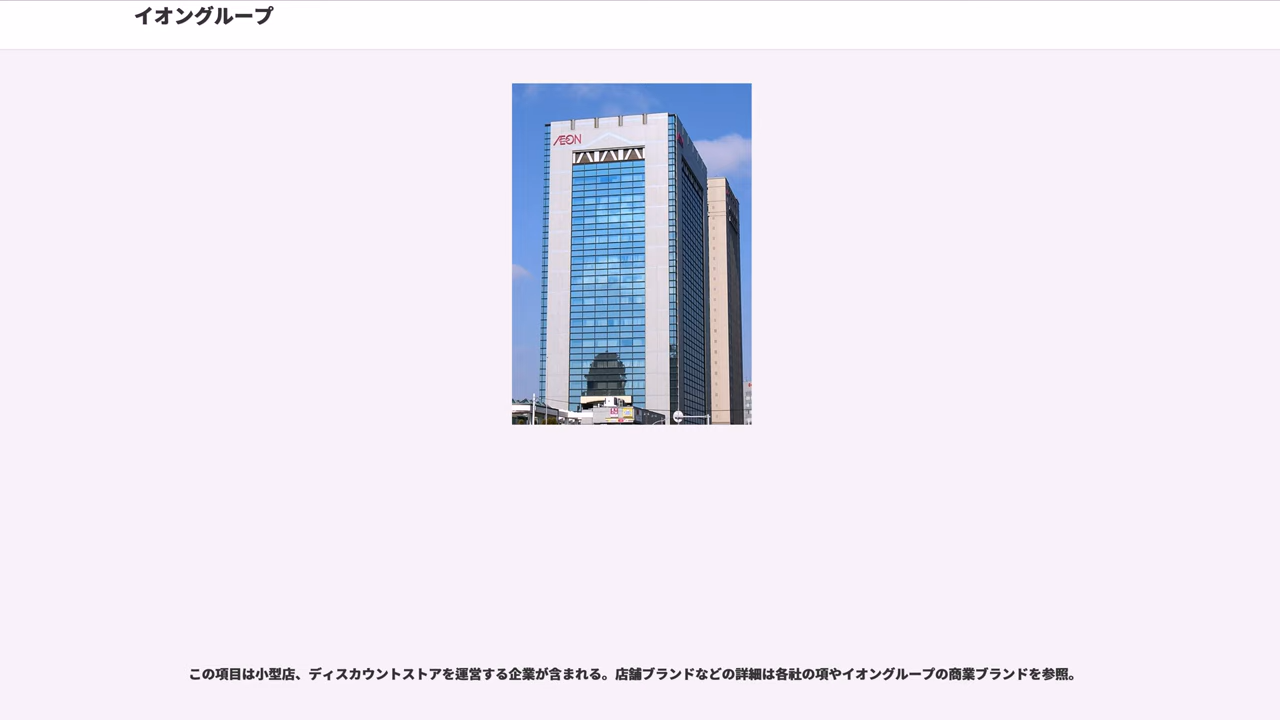 イオングループ
ÆON
この項目は小型店、ディスカウントストアを運営する企業が含まれる。店舗ブランドなどの詳細は各社の項やイオングループの商業ブランドを参照。